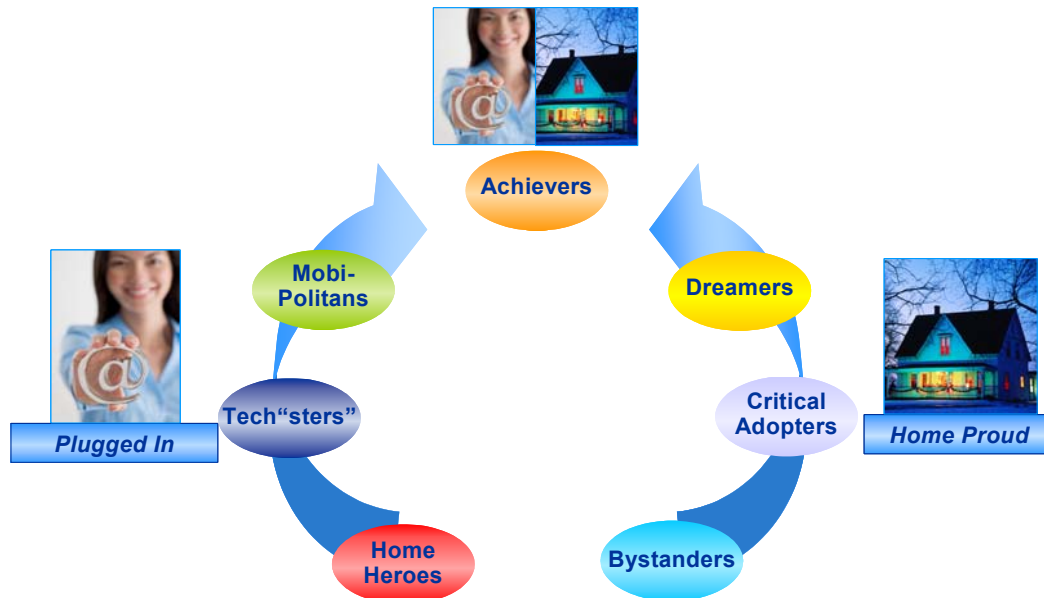 Achievers
Mobi-
Politans
Dreamers
Tech“sters”
Critical
Adopters
Plugged In
Home Proud
Home
Heroes
Bystanders
@
@